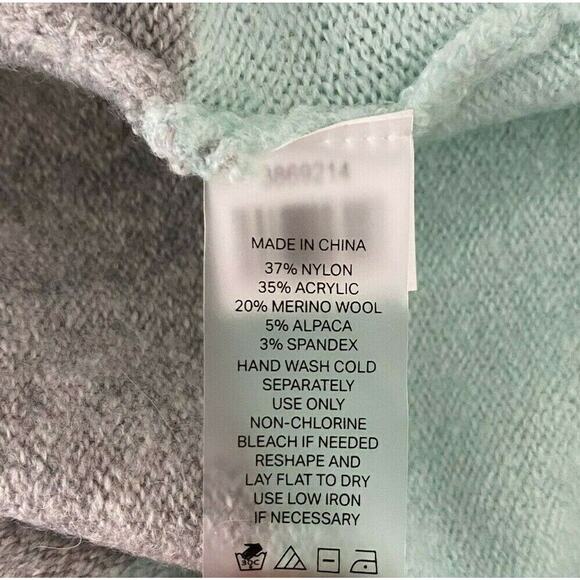 MADE IN CHINA
37% NYLON
35% ACRYLIC
20% MERINO WOOL
5% ALPACA
3% SPANDEX
HAND WASH COLD
SEPARATELY
USE ONLY
NON-CHLORINE
BLEACH IF NEEDED
RESHAPE AND
LAY FLAT TO DRY
USE LOW IRON
IF NECESSARY
30C